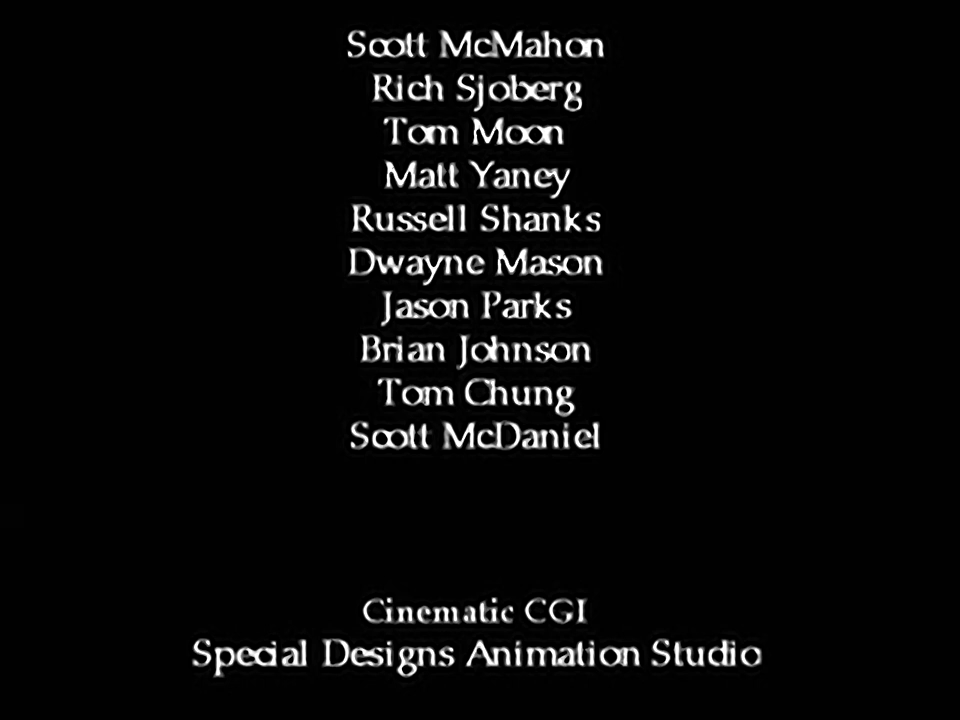 Scott McMahon
Rich Sjoberg
Tom Moon
Matt Yaney
Russell Shanks
Dwayne Mason
Jason Parks
Brian Johnson
Tom Chung
Scott McDaniel
Cinematic CGI
Special Designs Animation Studio